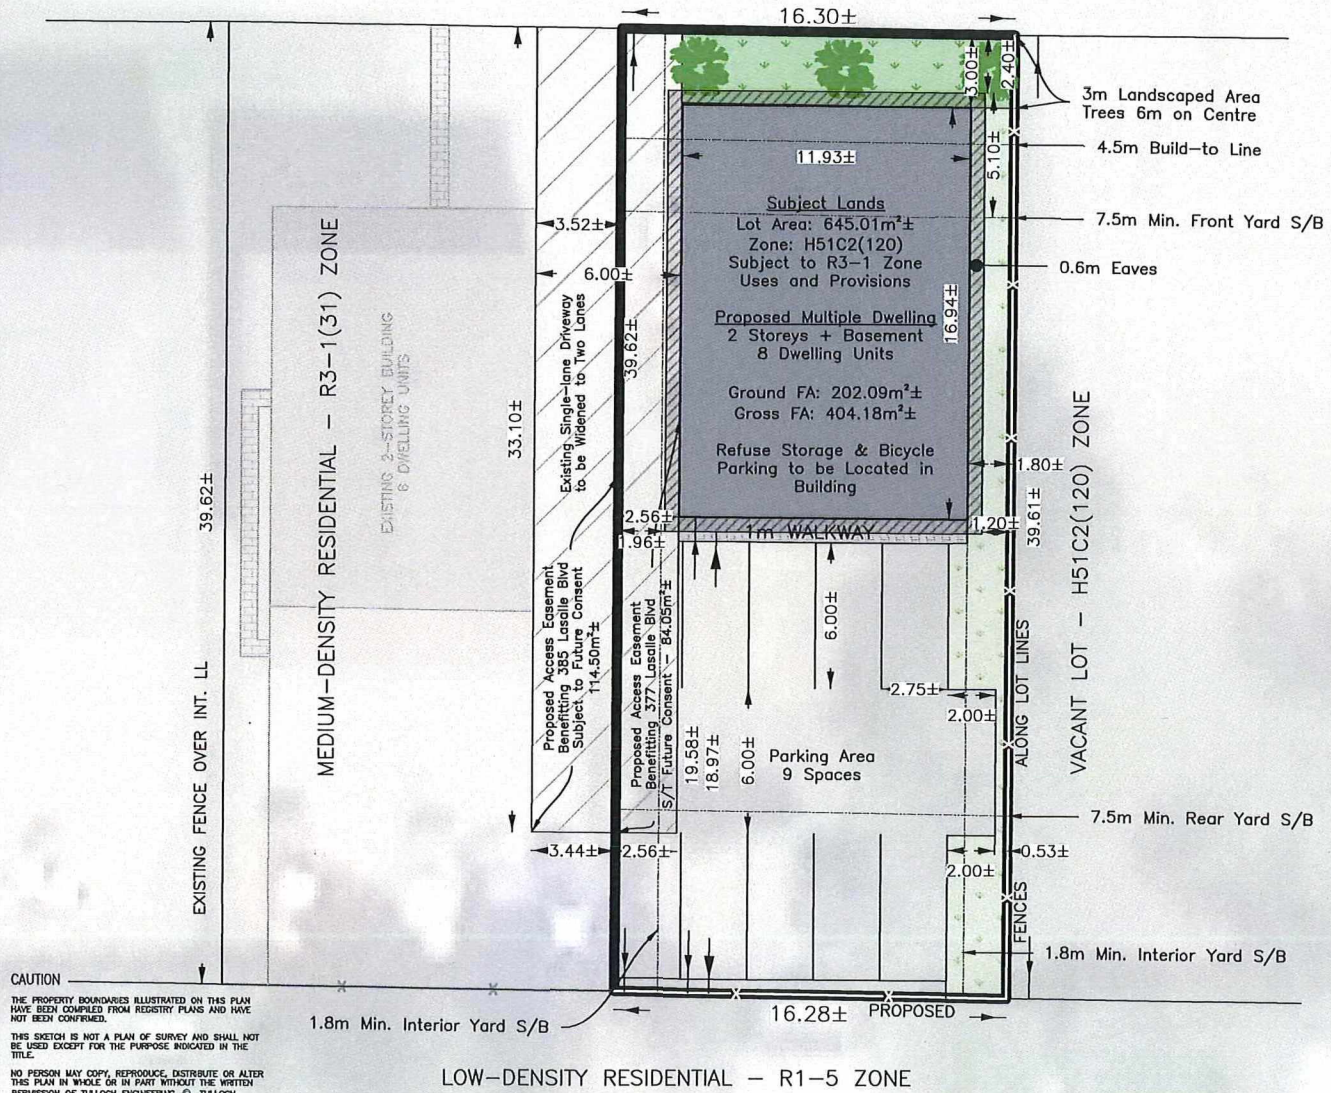 16.30±
3.00±
2.40±
3m Landscaped Area
Trees 6m on Centre
4.5m Build-to Line
5.10±
11.93±
7.5m Min. Front Yard S/B
0.6m Eaves
Subject Lands
Lot Area: 645.01m²±
Zone: H51C2(120)
Subject to R3-1 Zone
Uses and Provisions
Proposed Multiple Dwelling
2 Storeys + Basement
8 Dwelling Units
Ground FA: 202.09m²±
Gross FA: 404.18m²±
Refuse Storage & Bicycle
Parking to be Located in
Building
16.94±
3.52±
6.00±
39.62±
Existing Single-lane Driveway
to be Widened to Two Lanes
33.10±
MEDIUM-DENSITY RESIDENTIAL - R3-1(31) ZONE
EXISTING 2-STOREY BUILDING
6 DWELLING UNITS
39.62±
EXISTING FENCE OVER INT. LL
1.80±
39.61±
1.20±
VACANT LOT - H51C2(120) ZONE
ALONG LOT LINES
FENCES
2.56±
1.96±
1m WALKWAY
Proposed Access Easement
Benefitting 385 Lasalle Blvd
Subject to Future Consent
114.50m²±
Proposed Access Easement
Benefitting 377 Lasalle Blvd
S/T Future Consent - 84.05m²±
6.00±
2.75±
2.00±
19.58±
18.97±
6.00±
Parking Area
9 Spaces
7.5m Min. Rear Yard S/B
3.44±
2.56±
0.53±
2.00±
1.8m Min. Interior Yard S/B
1.8m Min. Interior Yard S/B
16.28±
PROPOSED
LOW-DENSITY RESIDENTIAL - R1-5 ZONE
CAUTION
THE PROPERTY BOUNDARIES ILLUSTRATED ON THIS PLAN
HAVE BEEN COMPILED FROM REGISTRY PLANS AND HAVE
NOT BEEN CONFIRMED.
THIS SKETCH IS NOT A PLAN OF SURVEY AND SHALL NOT
BE USED EXCEPT FOR THE PURPOSE INDICATED IN THE
TITLE.
NO PERSON MAY COPY, REPRODUCE, DISTRIBUTE OR ALTER
THIS PLAN IN WHOLE OR IN PART WITHOUT THE WRITTEN
PERMISSION OF TULLOCH ENGINEERING. © TULLOCH